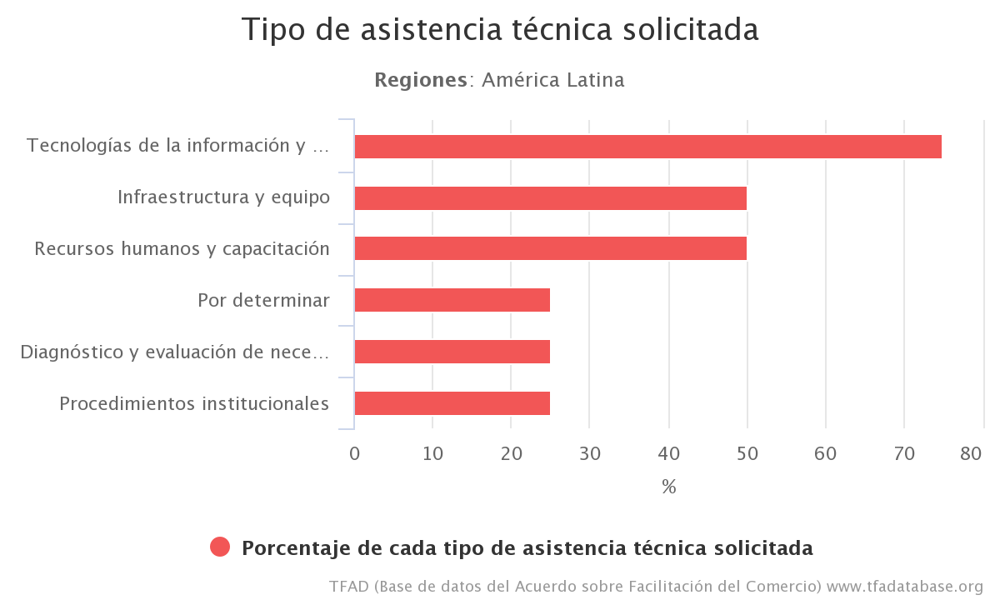 Tipo de asistencia técnica solicitada
Regiones: América Latina
Tecnologías de la información y ...
Infraestructura y equipo
Recursos humanos y capacitación
Por determinar
Diagnóstico y evaluación de nece...
Procedimientos institucionales
0 10 20 30 40 50 60 70 80
%
Porcentaje de cada tipo de asistencia técnica solicitada
TFAD (Base de datos del Acuerdo sobre Facilitación del Comercio) www.tfadatabase.org